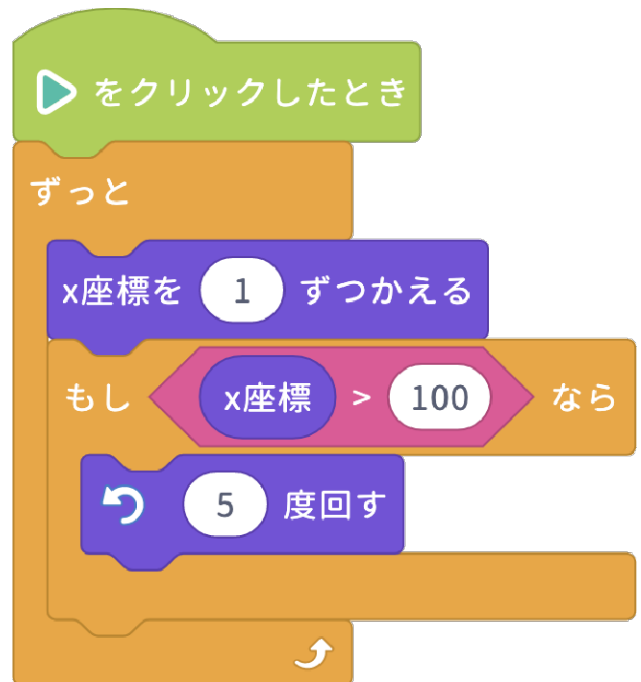 をクリックしたとき
ずっと
x座標を 1 ずつかえる
もし x座標 > 100 なら
5 度回す